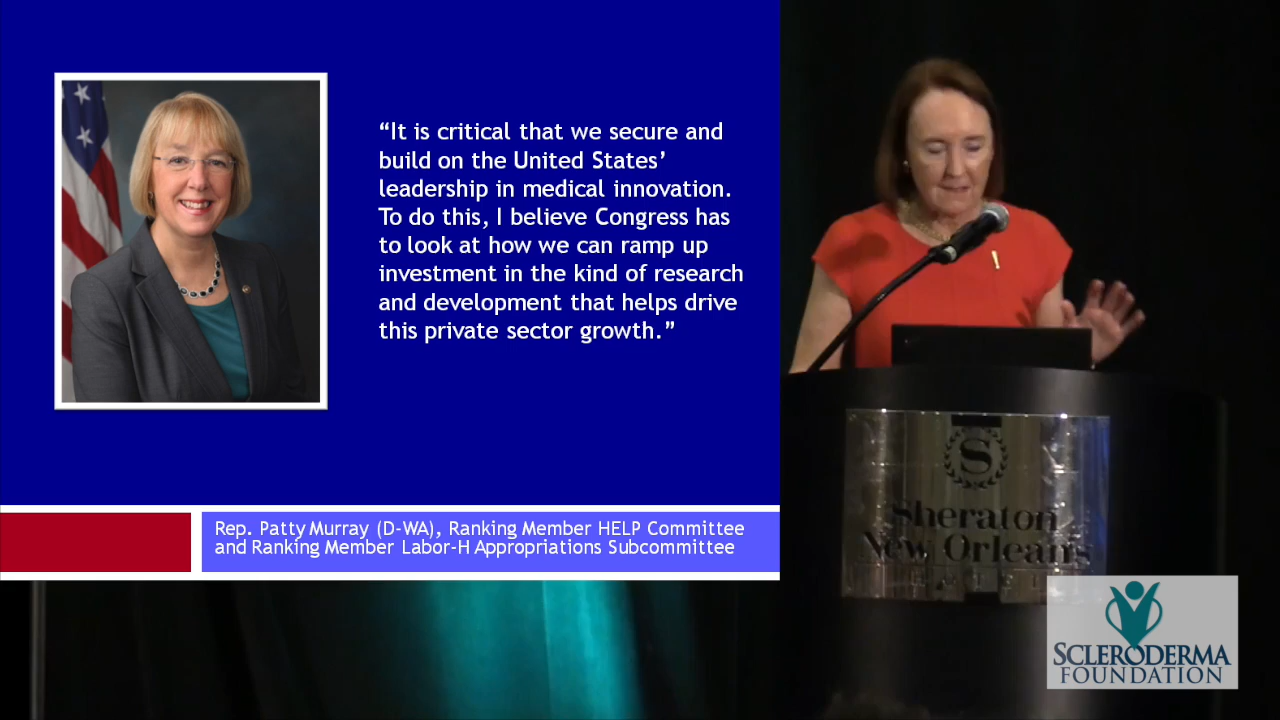 “It is critical that we secure and
build on the United States’
leadership in medical innovation.
To do this, I believe Congress has
to look at how we can ramp up
investment in the kind of research
and development that helps drive
this private sector growth.”
Rep. Patty Murray (D-WA), Ranking Member HELP Committee
and Ranking Member Labor-H Appropriations Subcommittee
S
Sheraton
New Orleans
SCLERODERMA
FOUNDATION